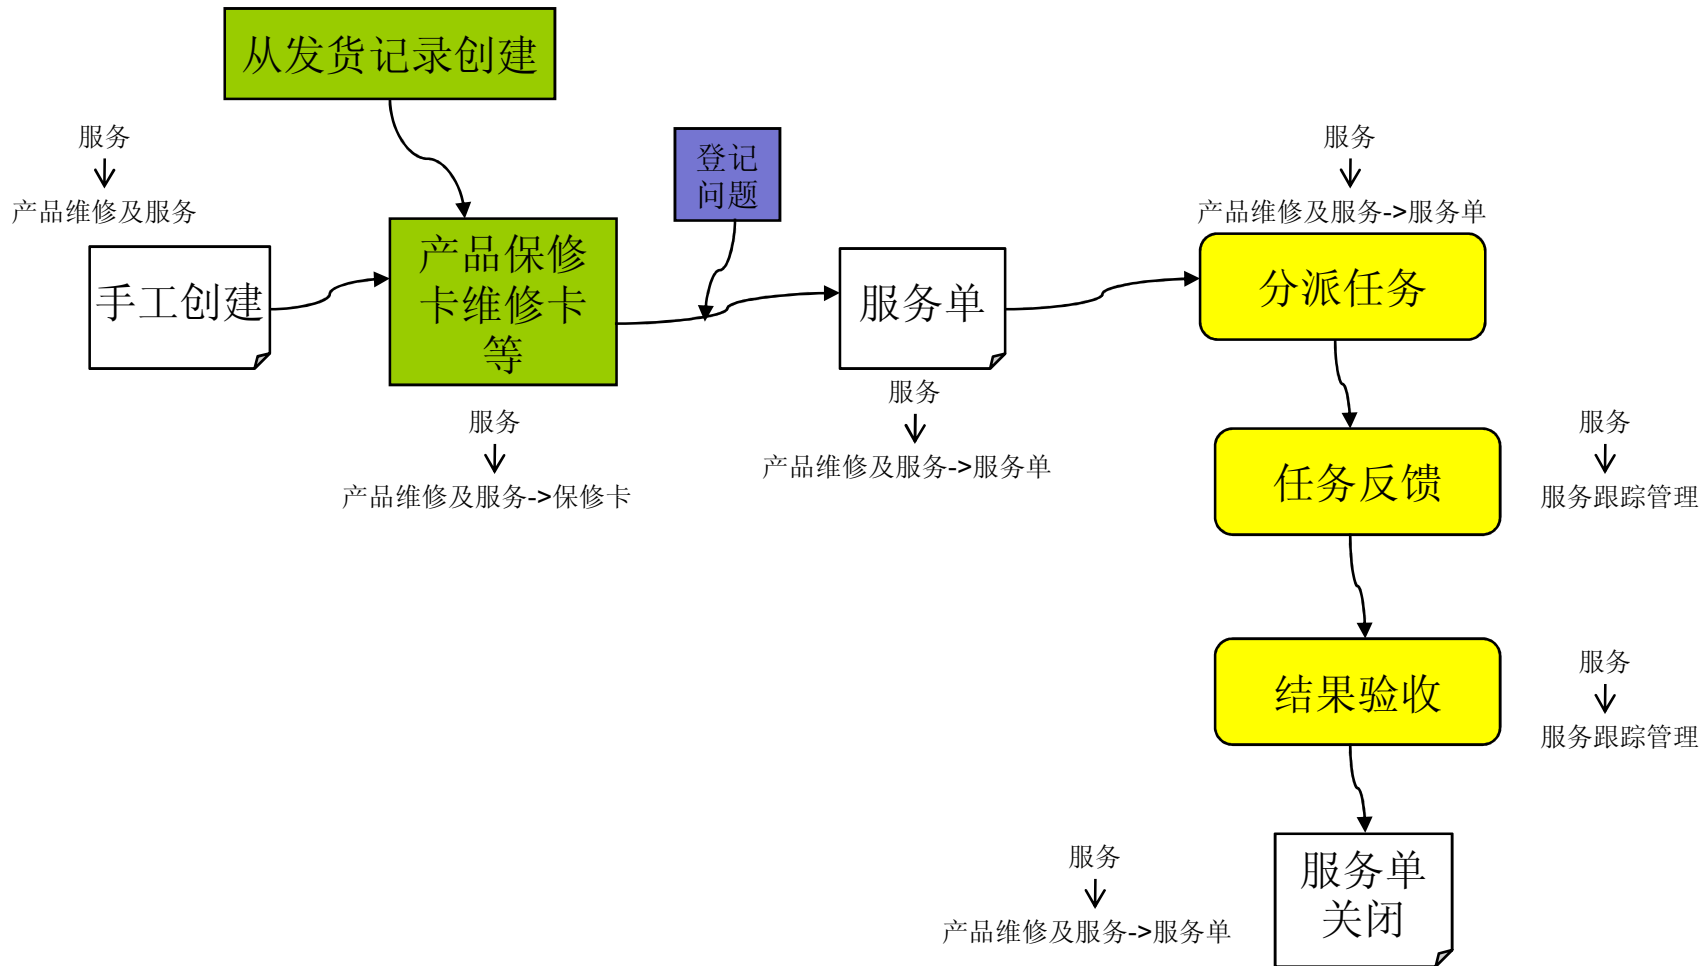 从发货记录创建
服务
产品维修及服务
手工创建
产品保修
卡维修卡
等
服务
产品维修及服务->保修卡
登记
问题
服务单
服务
产品维修及服务->服务单
服务
产品维修及服务->服务单
分派任务
任务反馈
服务
服务跟踪管理
结果验收
服务
服务跟踪管理
服务
产品维修及服务->服务单
服务单
关闭